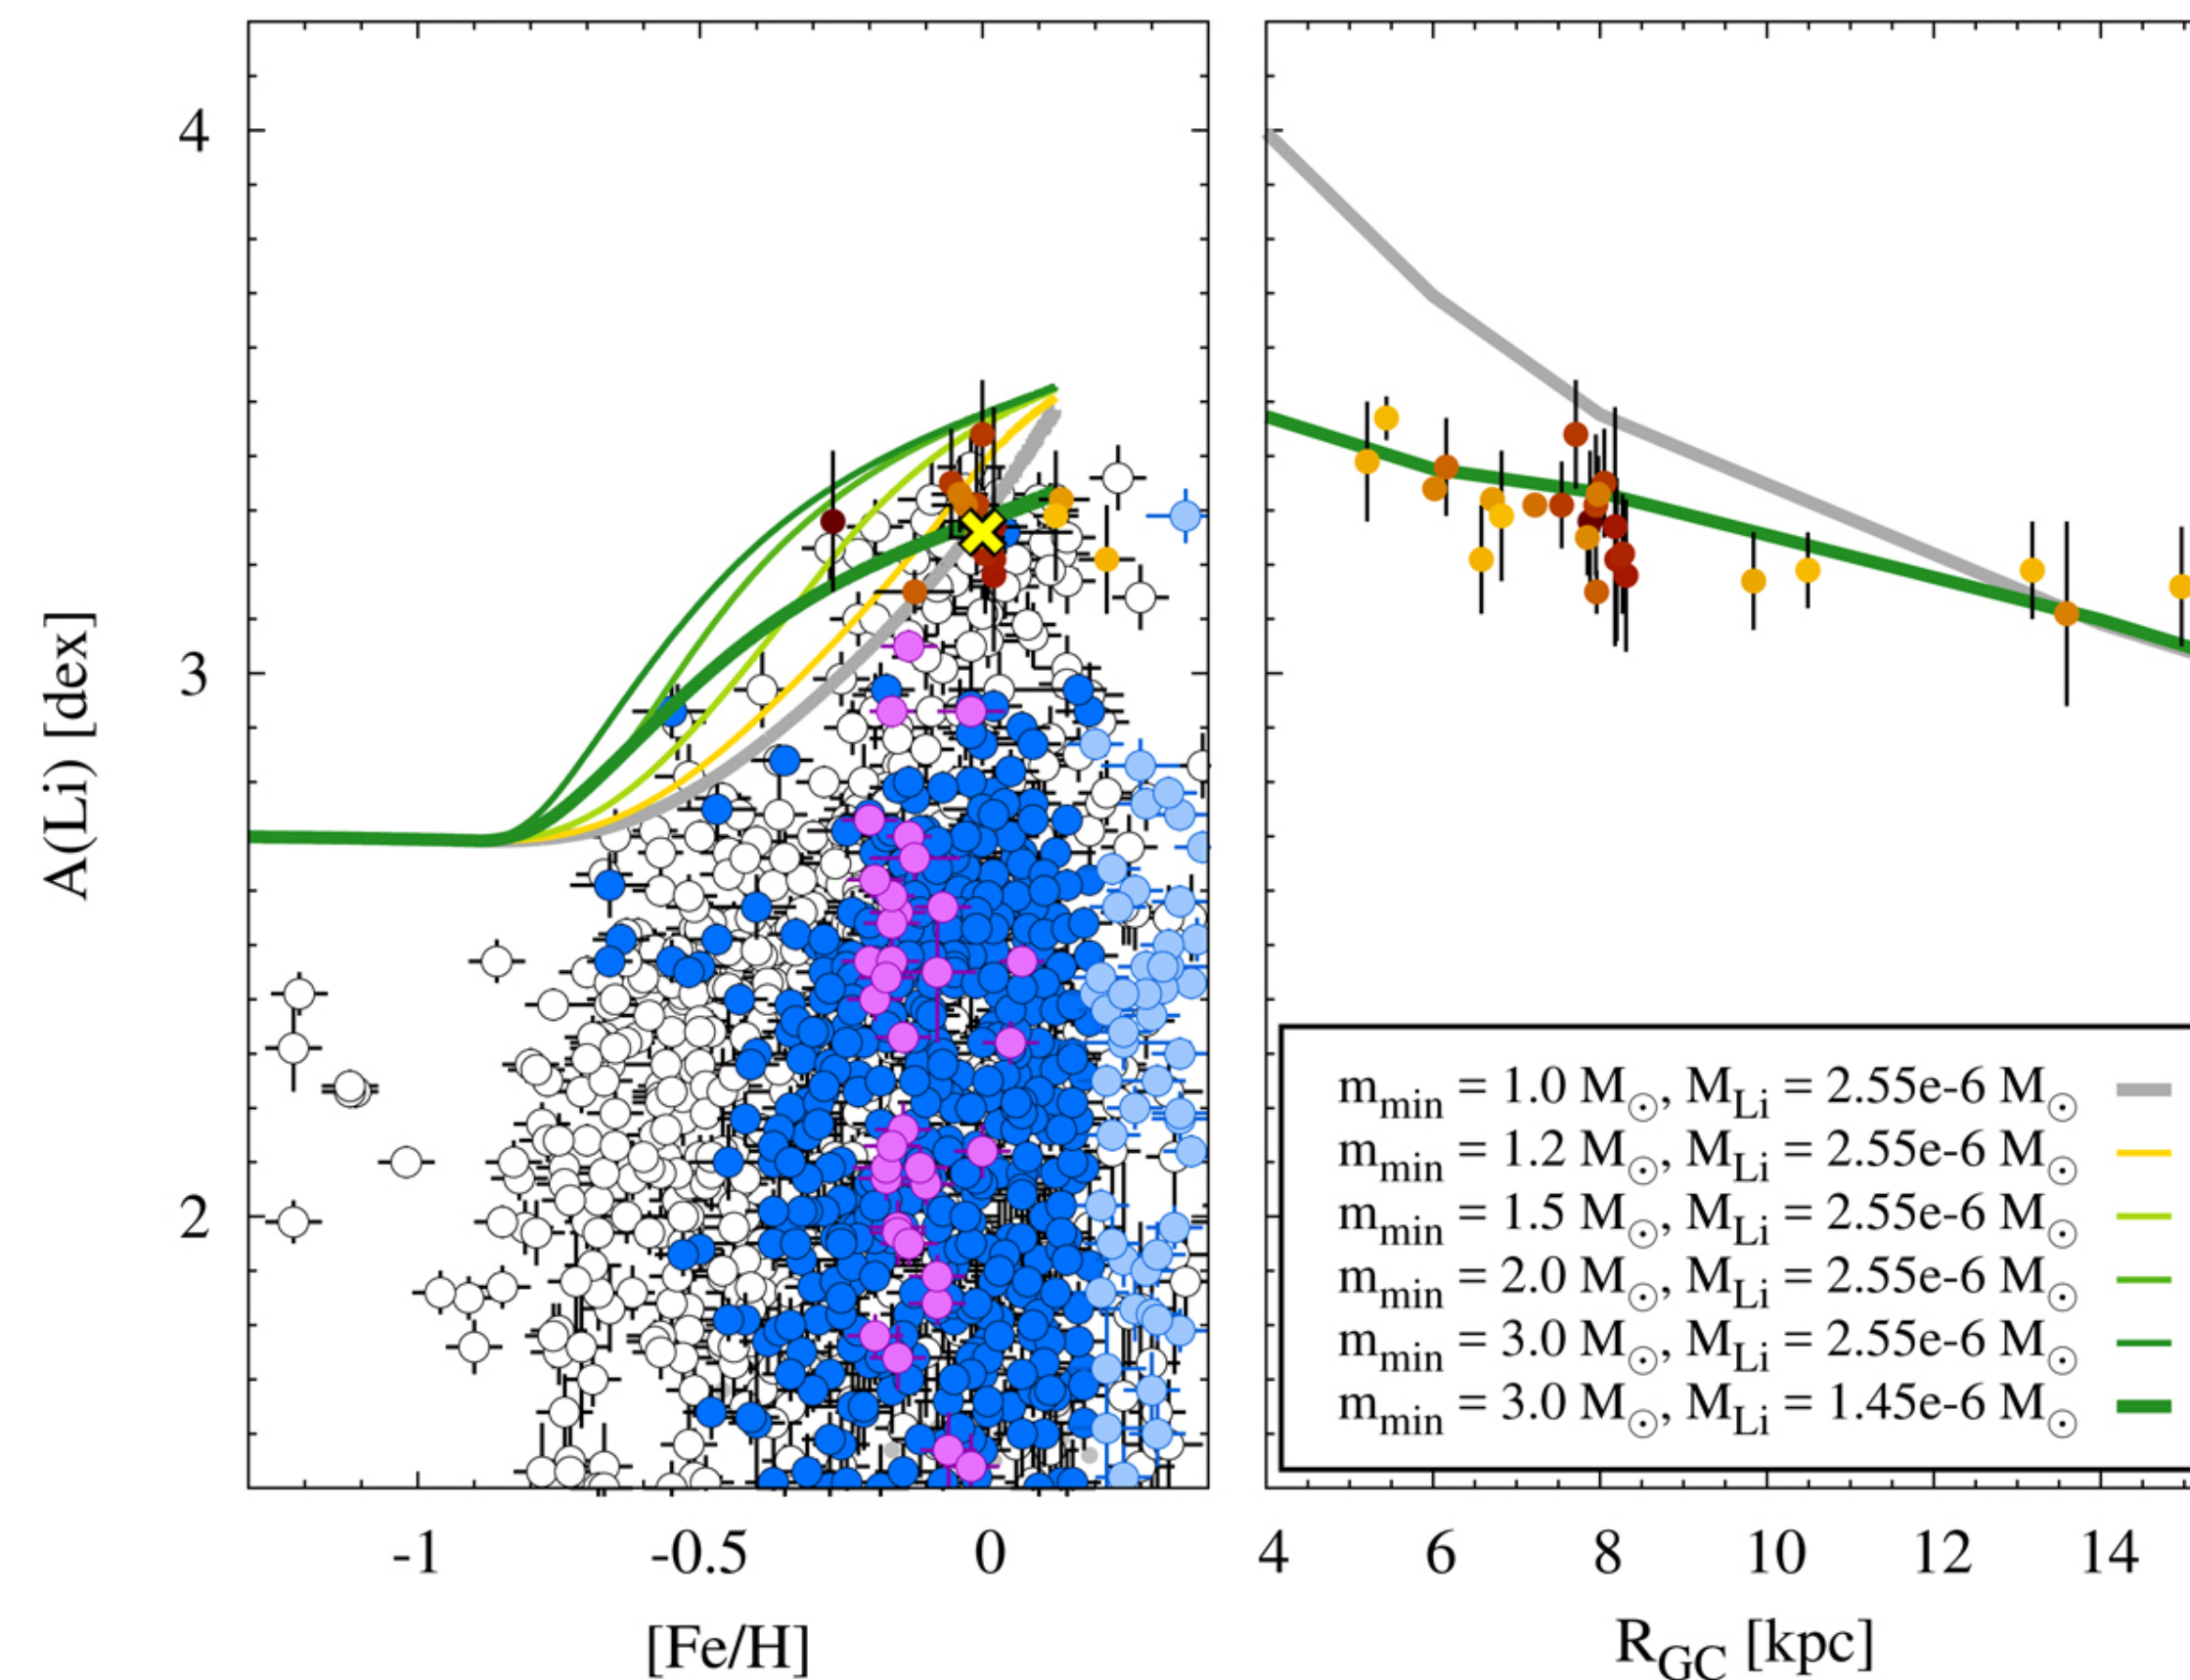 4
3
2
A(Li) [dex]
-1 -0.5 0
[Fe/H]
4 6 8 10 12 14
R_GC [kpc]
m_min = 1.0 M_⊙, M_Li = 2.55e-6 M_⊙
m_min = 1.2 M_⊙, M_Li = 2.55e-6 M_⊙
m_min = 1.5 M_⊙, M_Li = 2.55e-6 M_⊙
m_min = 2.0 M_⊙, M_Li = 2.55e-6 M_⊙
m_min = 3.0 M_⊙, M_Li = 2.55e-6 M_⊙
m_min = 3.0 M_⊙, M_Li = 1.45e-6 M_⊙